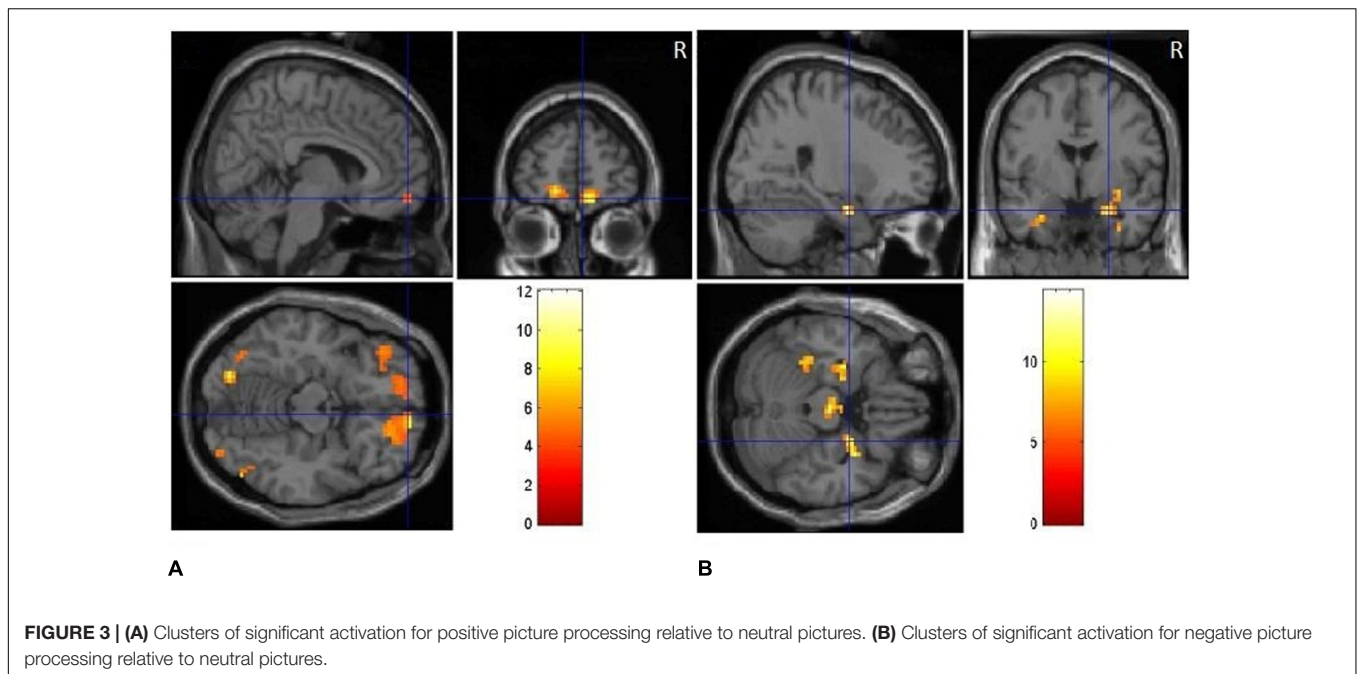 R
R
12
10
8
6
4
2
0
10
5
0
A
B
FIGURE 3 | (A) Clusters of significant activation for positive picture processing relative to neutral pictures. (B) Clusters of significant activation for negative picture
processing relative to neutral pictures.